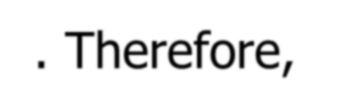 . Therefore,